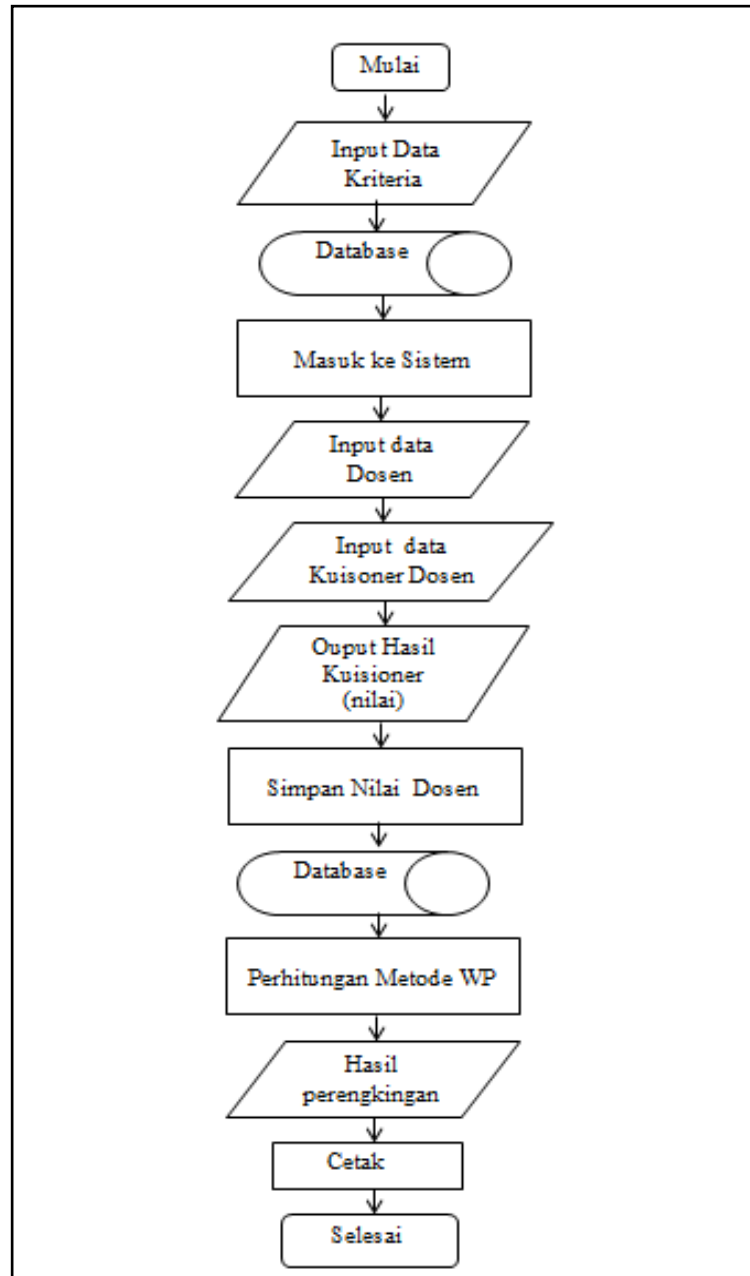 Mulai
Input Data
Kriteria
Database
Masuk ke Sistem
Input data
Dosen
Input data
Kuisoner Dosen
Ouput Hasil
Kuisioner
(nilai)
Simpan Nilai Dosen
Database
Perhitungan Metode WP
Hasil
perengkingan
Cetak
Selesai